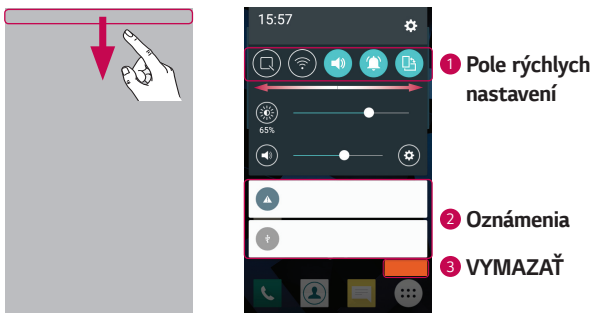 15:57
1 Pole rýchlych
nastavení
65%
2 Oznámenia
3 VYMAZAŤ